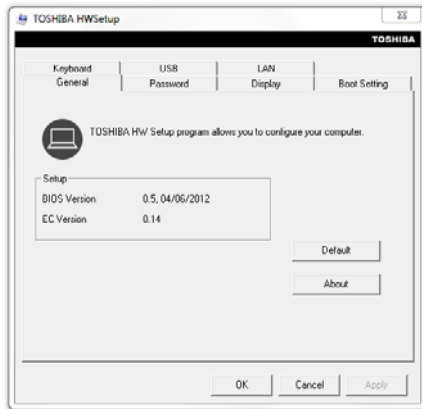 TOSHIBA HWSetup
TOSHIBA
Keyboard USB LAN
General Password Display Boot Setting
TOSHIBA HW Setup program allows you to configure your computer.
Setup
BIOS Version 0.5, 04/06/2012
EC Version 0.14
Default
About
OK Cancel Apply